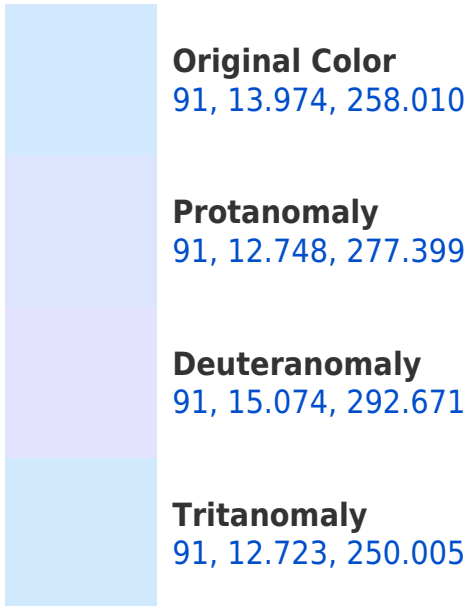 Original Color
91, 13.974, 258.010
Protanomaly
91, 12.748, 277.399
Deuteranomaly
91, 15.074, 292.671
Tritanomaly
91, 12.723, 250.005